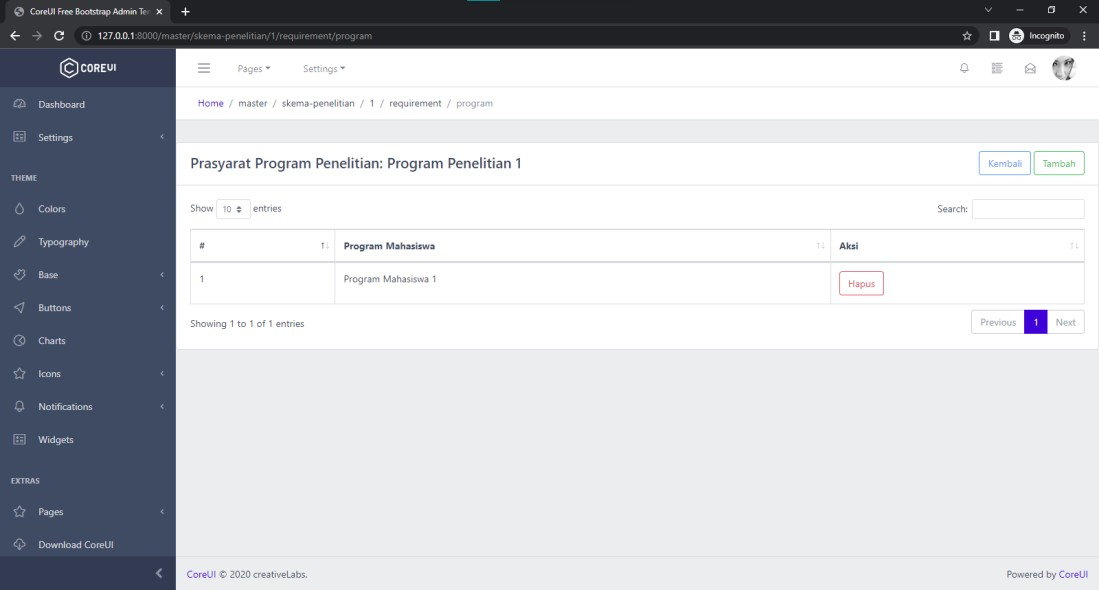 CoreUI Free Bootstrap Admin Te
127.0.0.1:8000/master/skema-penelitian/1/requirement/program
Incognito
COREUI
Pages
Settings
Dashboard
Settings
THEME
Colors
Typography
Base
Buttons
Charts
Icons
Notifications
Widgets
EXTRAS
Pages
Download CoreUI
Home / master / skema-penelitian / 1 / requirement / program
Prasyarat Program Penelitian: Program Penelitian 1
Kembali
Tambah
Show 10 entries
Search:
# Program Mahasiswa Aksi
1 Program Mahasiswa 1 Hapus
Showing 1 to 1 of 1 entries
Previous 1 Next
CoreUI © 2020 creativeLabs.
Powered by CoreUI